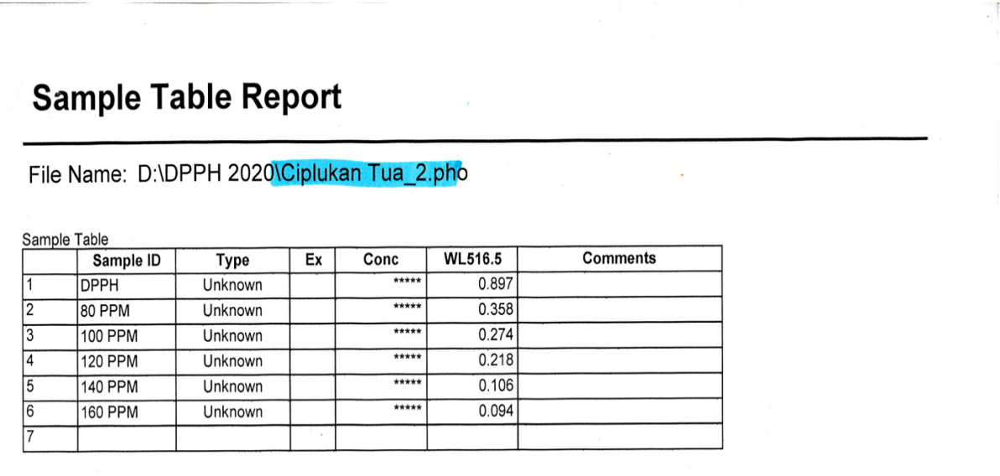 Sample Table Report
File Name: D:\DPPH 2020\Ciplukan Tua_2.pho
Sample Table
Sample ID Type Ex Conc WL516.5 Comments
1 DPPH Unknown ***** 0.897
2 80 PPM Unknown ***** 0.358
3 100 PPM Unknown ***** 0.274
4 120 PPM Unknown ***** 0.218
5 140 PPM Unknown ***** 0.106
6 160 PPM Unknown ***** 0.094
7